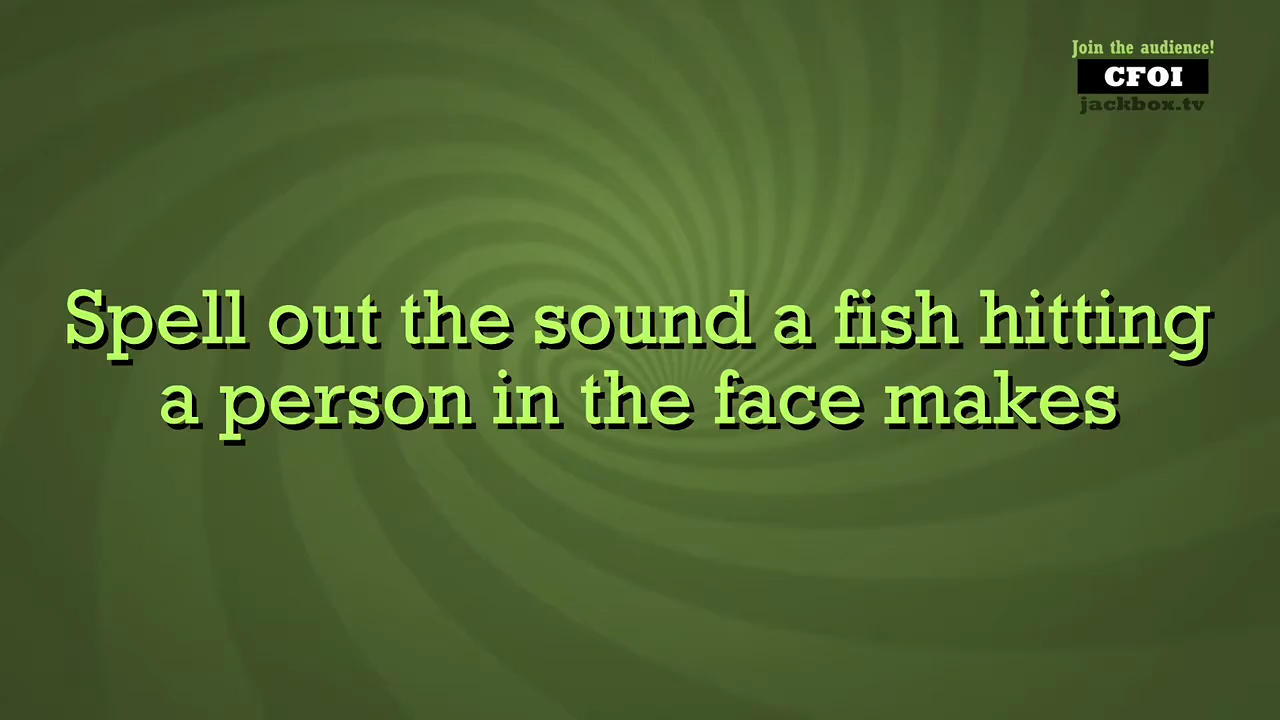 Join the audience!
CFOI
jackbox.tv
Spell out the sound a fish hitting
a person in the face makes